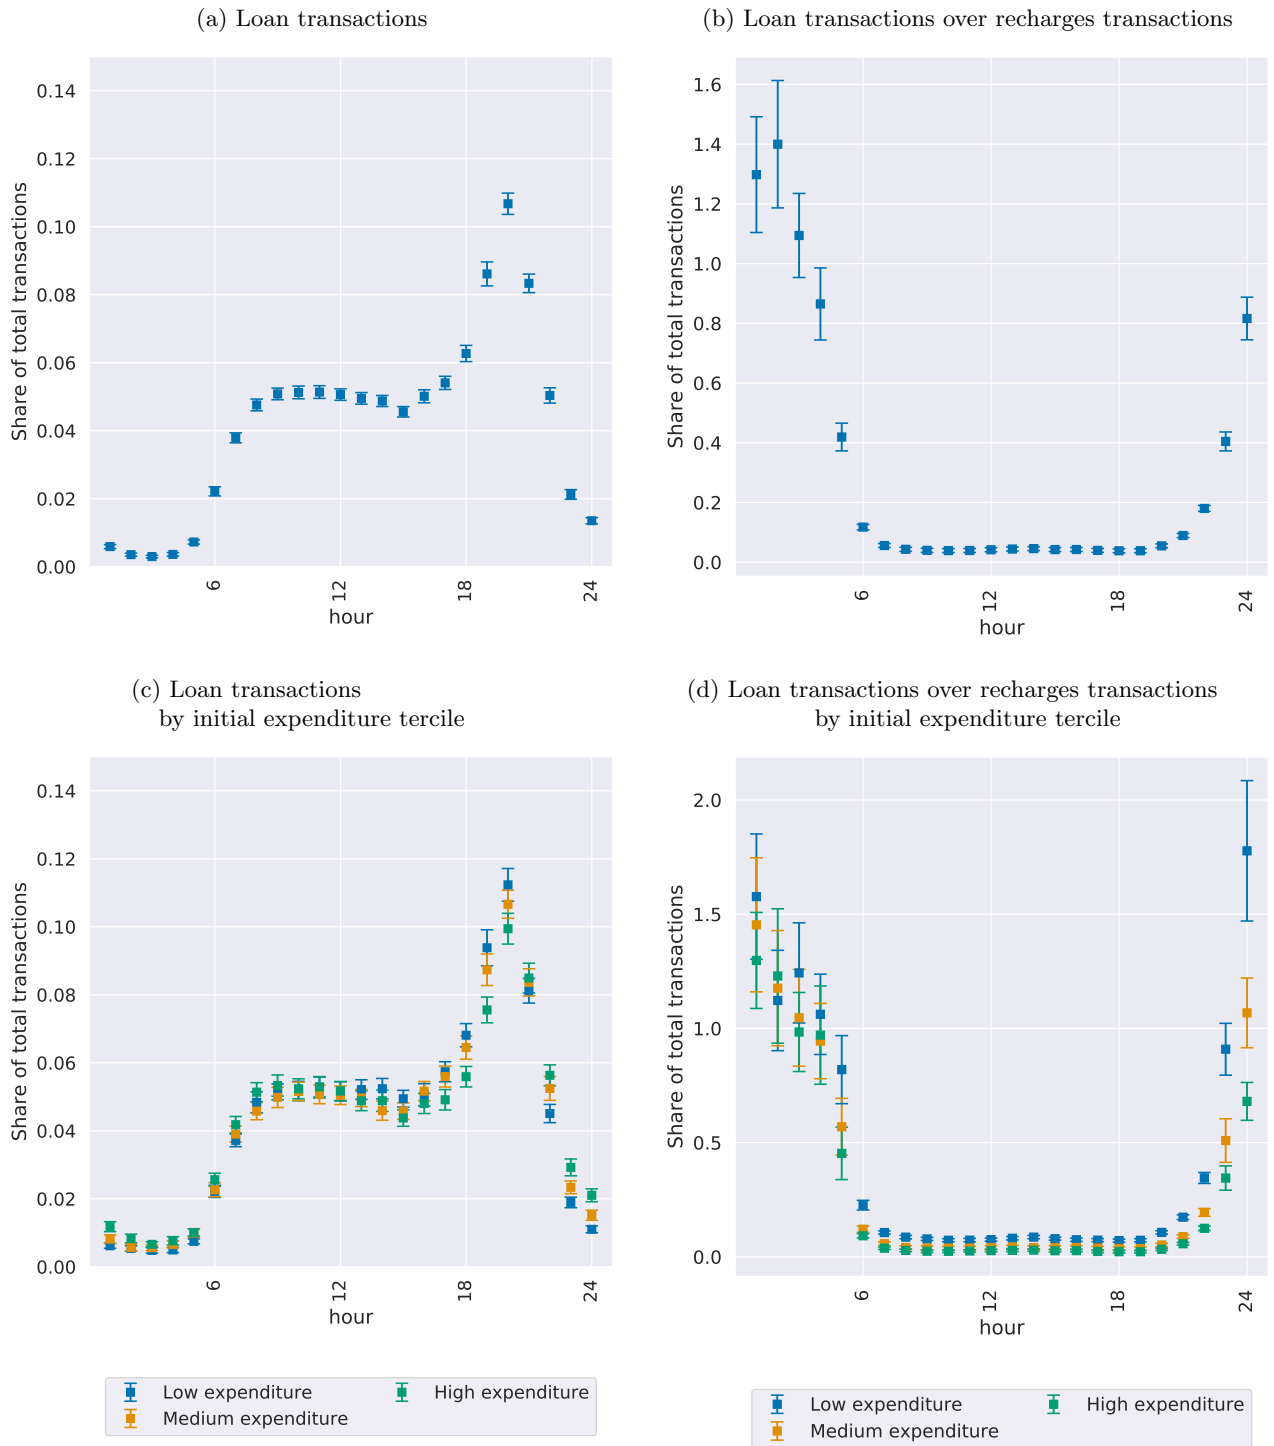 (a) Loan transactions
0.14
0.12
0.10
0.08
0.06
0.04
0.02
0.00
Share of total transactions
6
12
18
24
hour
(b) Loan transactions over recharges transactions
1.6
1.4
1.2
1.0
0.8
0.6
0.4
0.2
0.0
Share of total transactions
6
12
18
24
hour
(c) Loan transactions
by initial expenditure tercile
0.14
0.12
0.10
0.08
0.06
0.04
0.02
0.00
Share of total transactions
6
12
18
24
hour
Low expenditure
Medium expenditure
High expenditure
(d) Loan transactions over recharges transactions
by initial expenditure tercile
2.0
1.5
1.0
0.5
0.0
Share of total transactions
6
12
18
24
hour
Low expenditure
Medium expenditure
High expenditure